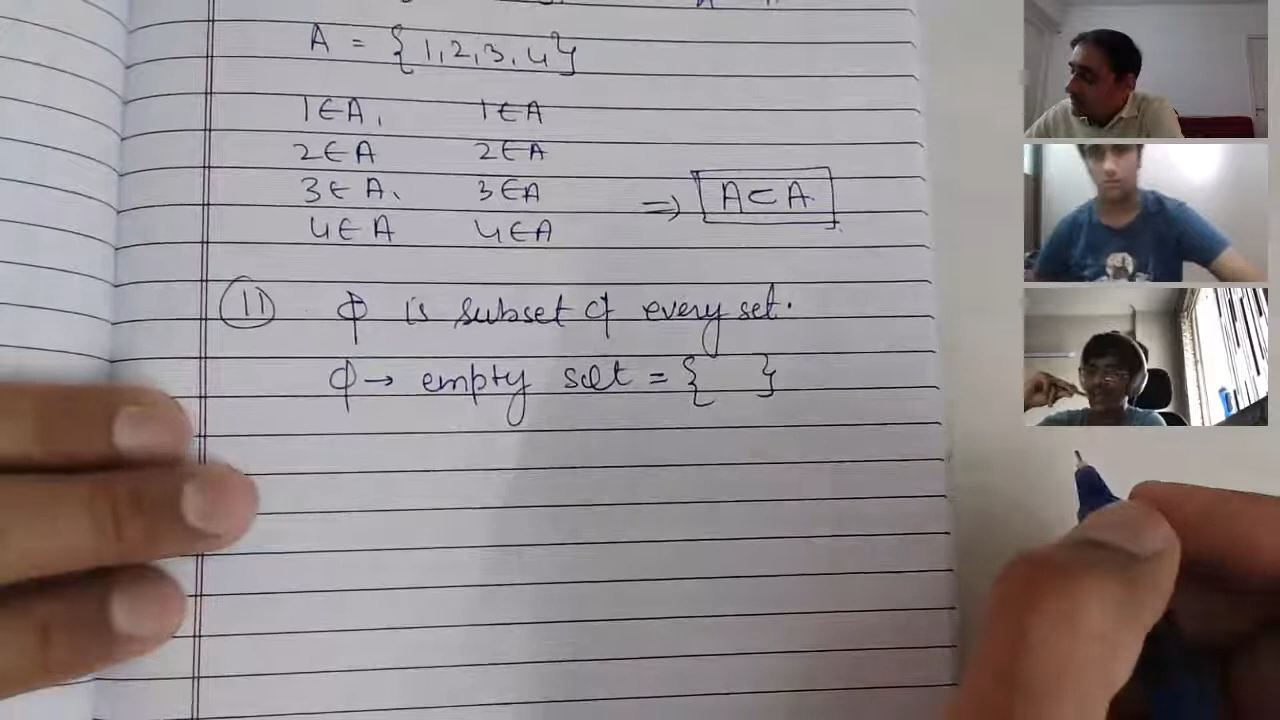 A = {1,2,3,4}
1∈A, 1∈A
2∈A 2∈A
3∈A, 3∈A
4∈A 4∈A
⇒ A⊂A.
(11) ϕ is subset of every set.
ϕ → empty set = { }